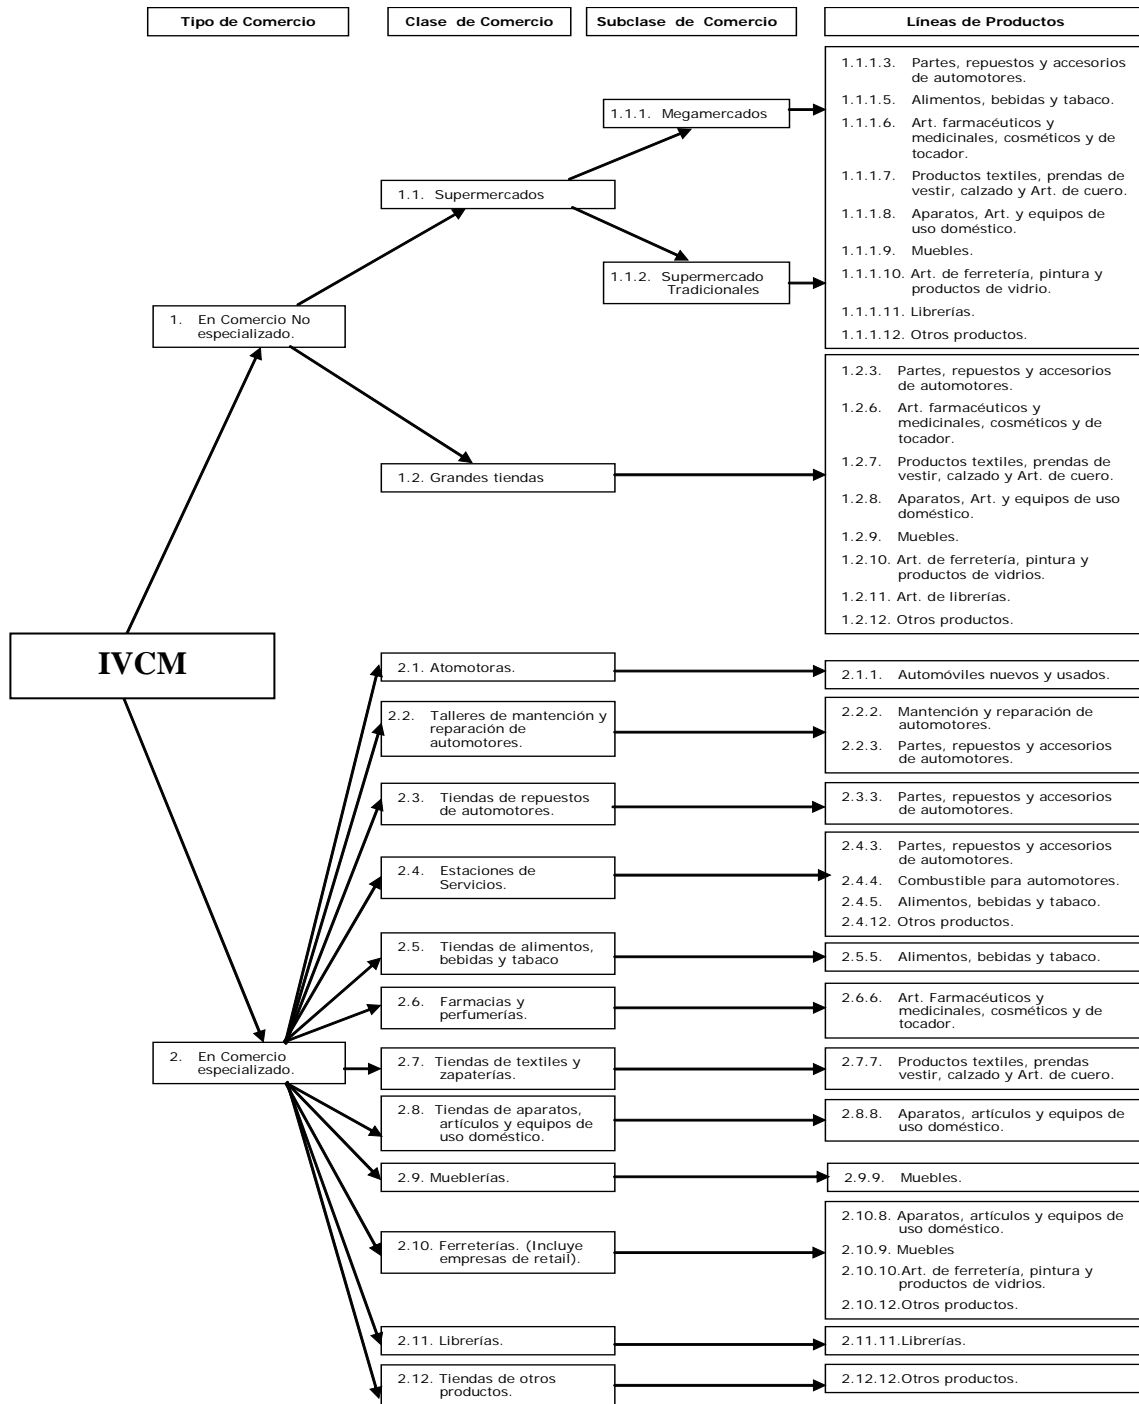 Tipo de Comercio
Clase de Comercio
Subclase de Comercio
Líneas de Productos
1.1.1.3. Partes, repuestos y accesorios
de automotores.
1.1.1.5. Alimentos, bebidas y tabaco.
1.1.1.6. Art. farmacéuticos y
medicinales, cosméticos y de
tocador.
1.1.1.7. Productos textiles, prendas de
vestir, calzado y Art. de cuero.
1.1.1.8. Aparatos, Art. y equipos de
uso doméstico.
1.1.1.9. Muebles.
1.1.1.10. Art. de ferretería, pintura y
productos de vidrio.
1.1.1.11. Librerías.
1.1.1.12. Otros productos.
1.1.1. Megamercados
1.1. Supermercados
1.1.2. Supermercado
Tradicionales
1. En Comercio No
especializado.
1.2.3. Partes, repuestos y accesorios
de automotores.
1.2.6. Art. farmacéuticos y
medicinales, cosméticos y de
tocador.
1.2.7. Productos textiles, prendas de
vestir, calzado y Art. de cuero.
1.2.8. Aparatos, Art. y equipos de uso
doméstico.
1.2.9. Muebles.
1.2.10. Art. de ferretería, pintura y
productos de vidrios.
1.2.11. Art. de librerías.
1.2.12. Otros productos.
1.2. Grandes tiendas
IVCM
2.1. Atomotoras.
2.1.1. Automóviles nuevos y usados.
2.2. Talleres de mantención y
reparación de
automotores.
2.2.2. Mantención y reparación de
automotores.
2.2.3. Partes, repuestos y accesorios
de automotores.
2.3. Tiendas de repuestos
de automotores.
2.3.3. Partes, repuestos y accesorios
de automotores.
2.4. Estaciones de
Servicios.
2.4.3. Partes, repuestos y accesorios
de automotores.
2.4.4. Combustible para automotores.
2.4.5. Alimentos, bebidas y tabaco.
2.4.12. Otros productos.
2.5. Tiendas de alimentos,
bebidas y tabaco
2.5.5. Alimentos, bebidas y tabaco.
2.6. Farmacias y
perfumerías.
2.6.6. Art. Farmacéuticos y
medicinales, cosméticos y de
tocador.
2. En Comercio
especializado.
2.7. Tiendas de textiles y
zapaterías.
2.7.7. Productos textiles, prendas
vestir, calzado y Art. de cuero.
2.8. Tiendas de aparatos,
artículos y equipos de
uso doméstico.
2.8.8. Aparatos, artículos y equipos de
uso doméstico.
2.9. Mueblerías.
2.9.9. Muebles.
2.10. Ferreterías. (Incluye
empresas de retail).
2.10.8. Aparatos, artículos y equipos de
uso doméstico.
2.10.9. Muebles
2.10.10.Art. de ferretería, pintura y
productos de vidrios.
2.10.12.Otros productos.
2.11. Librerías.
2.11.11.Librerías.
2.12. Tiendas de otros
productos.
2.12.12.Otros productos.